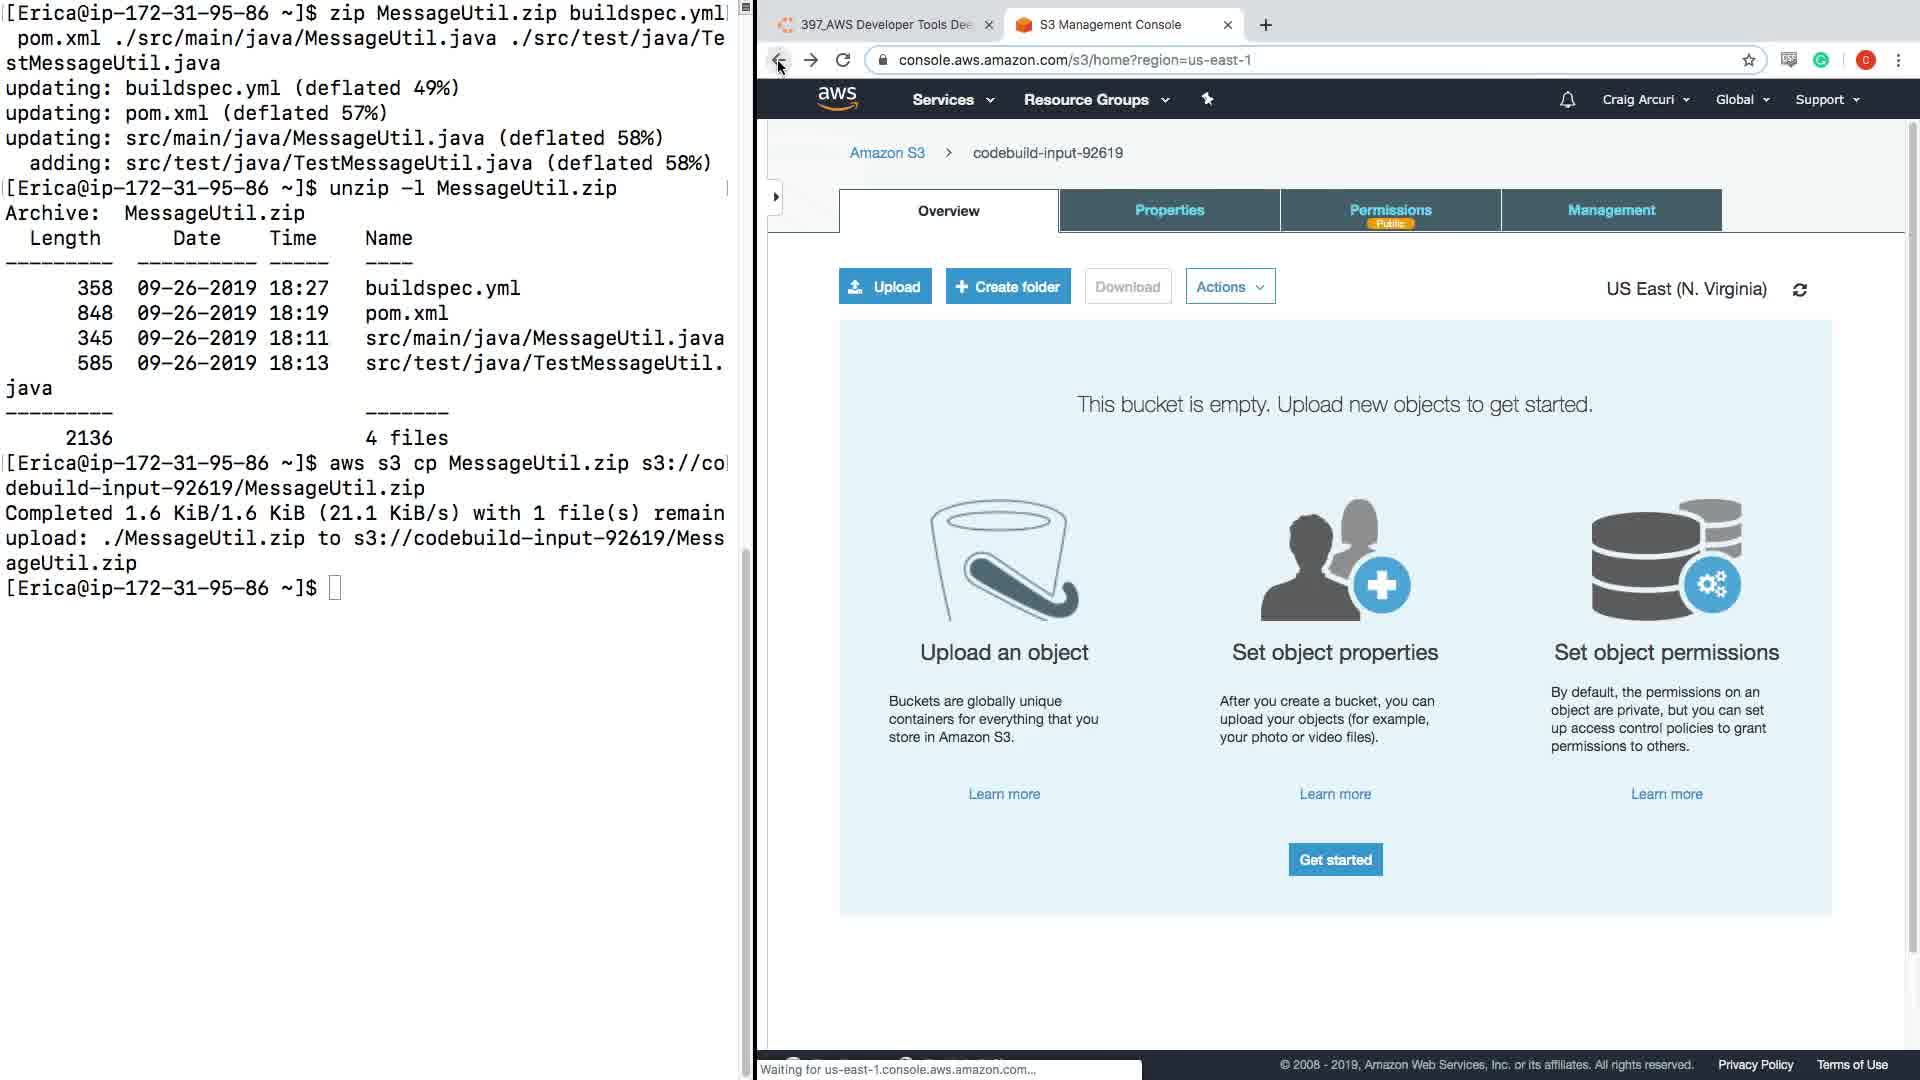 [Erica@ip-172-31-95-86 ~]$ zip MessageUtil.zip buildspec.yml
pom.xml ./src/main/java/MessageUtil.java ./src/test/java/Te
stMessageUtil.java
updating: buildspec.yml (deflated 49%)
updating: pom.xml (deflated 57%)
updating: src/main/java/MessageUtil.java (deflated 58%)
adding: src/test/java/TestMessageUtil.java (deflated 58%)
[Erica@ip-172-31-95-86 ~]$ unzip -l MessageUtil.zip
Archive:  MessageUtil.zip
Length Date Time Name
--------- ---------- ----- ----
358 09-26-2019 18:27 buildspec.yml
848 09-26-2019 18:19 pom.xml
345 09-26-2019 18:11 src/main/java/MessageUtil.java
585 09-26-2019 18:13 src/test/java/TestMessageUtil.
java
--------- -------
2136 4 files
[Erica@ip-172-31-95-86 ~]$ aws s3 cp MessageUtil.zip s3://co
debuild-input-92619/MessageUtil.zip
Completed 1.6 KiB/1.6 KiB (21.1 KiB/s) with 1 file(s) remain
upload: ./MessageUtil.zip to s3://codebuild-input-92619/Mess
ageUtil.zip
[Erica@ip-172-31-95-86 ~]$
397_AWS Developer Tools Dee
S3 Management Console
console.aws.amazon.com/s3/home?region=us-east-1
C
aws Services Resource Groups Craig Arcuri Global Support
Amazon S3 > codebuild-input-92619
Overview Properties Permissions Management
Public
Upload + Create folder Download Actions US East (N. Virginia)
This bucket is empty. Upload new objects to get started.
Upload an object
Buckets are globally unique
containers for everything that you
store in Amazon S3.
Learn more
Set object properties
After you create a bucket, you can
upload your objects (for example,
your photo or video files).
Learn more
Set object permissions
By default, the permissions on an
object are private, but you can set
up access control policies to grant
permissions to others.
Learn more
Get started
Waiting for us-east-1.console.aws.amazon.com...
© 2008 - 2019, Amazon Web Services, Inc. or its affiliates. All rights reserved. Privacy Policy Terms of Use